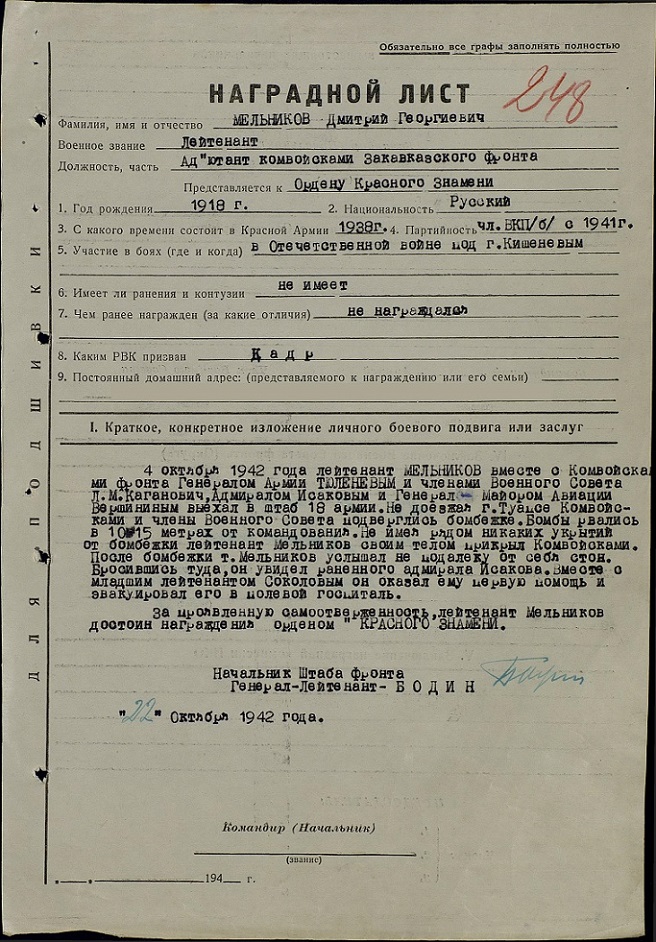 Обязательно все графы заполнять полностью
НАГРАДНОЙ ЛИСТ
248
Фамилия, имя и отчество МЕЛЬНИКОВ Дмитрий Георгиевич
Военное звание Лейтенант
Должность, часть Ад"ютант комвойсками Закавказского фронта
Представляется к Ордену Красного Знамени
1. Год рождения 1918 г. 2. Национальность Русский
3. С какого времени состоит в Красной Армии 1938г. 4. Партийность чл.ВКП/б/ с 1941г.
5. Участие в боях (где и когда) в Отечественной войне под г.Кишеневым
6. Имеет ли ранения и контузии не имеет
7. Чем ранее награжден (за какие отличия) не награждался
8. Каким РВК призван Кадр
9. Постоянный домашний адрес: (представляемого к награждению или его семьи)
I. Краткое, конкретное изложение личного боевого подвига или заслуг
4 октября 1942 года лейтенант МЕЛЬНИКОВ вместе с Комвойска
ми фронта Генералом Армии ТЮЛЕНЕВЫМ и членами Военного Совета
Л.М.Каганович,Адмиралом Исаковым и Генерал - Майором Авиации
Вершининым выехал в штаб 18 армии.Не доезжая г.Туапсе Комвойс-
ками и члены Военного Совета подверглись бомбежке.Бомбы рвались
в 10-15 метрах от командования.Не имея рядом никаких укрытий
от бомбежки лейтенант Мельников своим телом прикрыл Комвойсками.
После бомбежки т.Мельников услышал не подалеку от себя стон.
Бросившись туда,он увидел раненного адмирала Исакова.Вместе с
младшим лейтенантом Соколовым он оказал ему первую помощь и
эвакуировал его в полевой госпиталь.
За проявленную самоотверженность,лейтенант Мельников
достоин награждения орденом " КРАСНОГО ЗНАМЕНИ.
Начальник Штаба Фронта
Генерал-Лейтенант- Б О Д И Н
"22" Октября 1942 года.
Командир (Начальник)
(звание)
194 г.
ДЛЯ ПОДШИВКИ